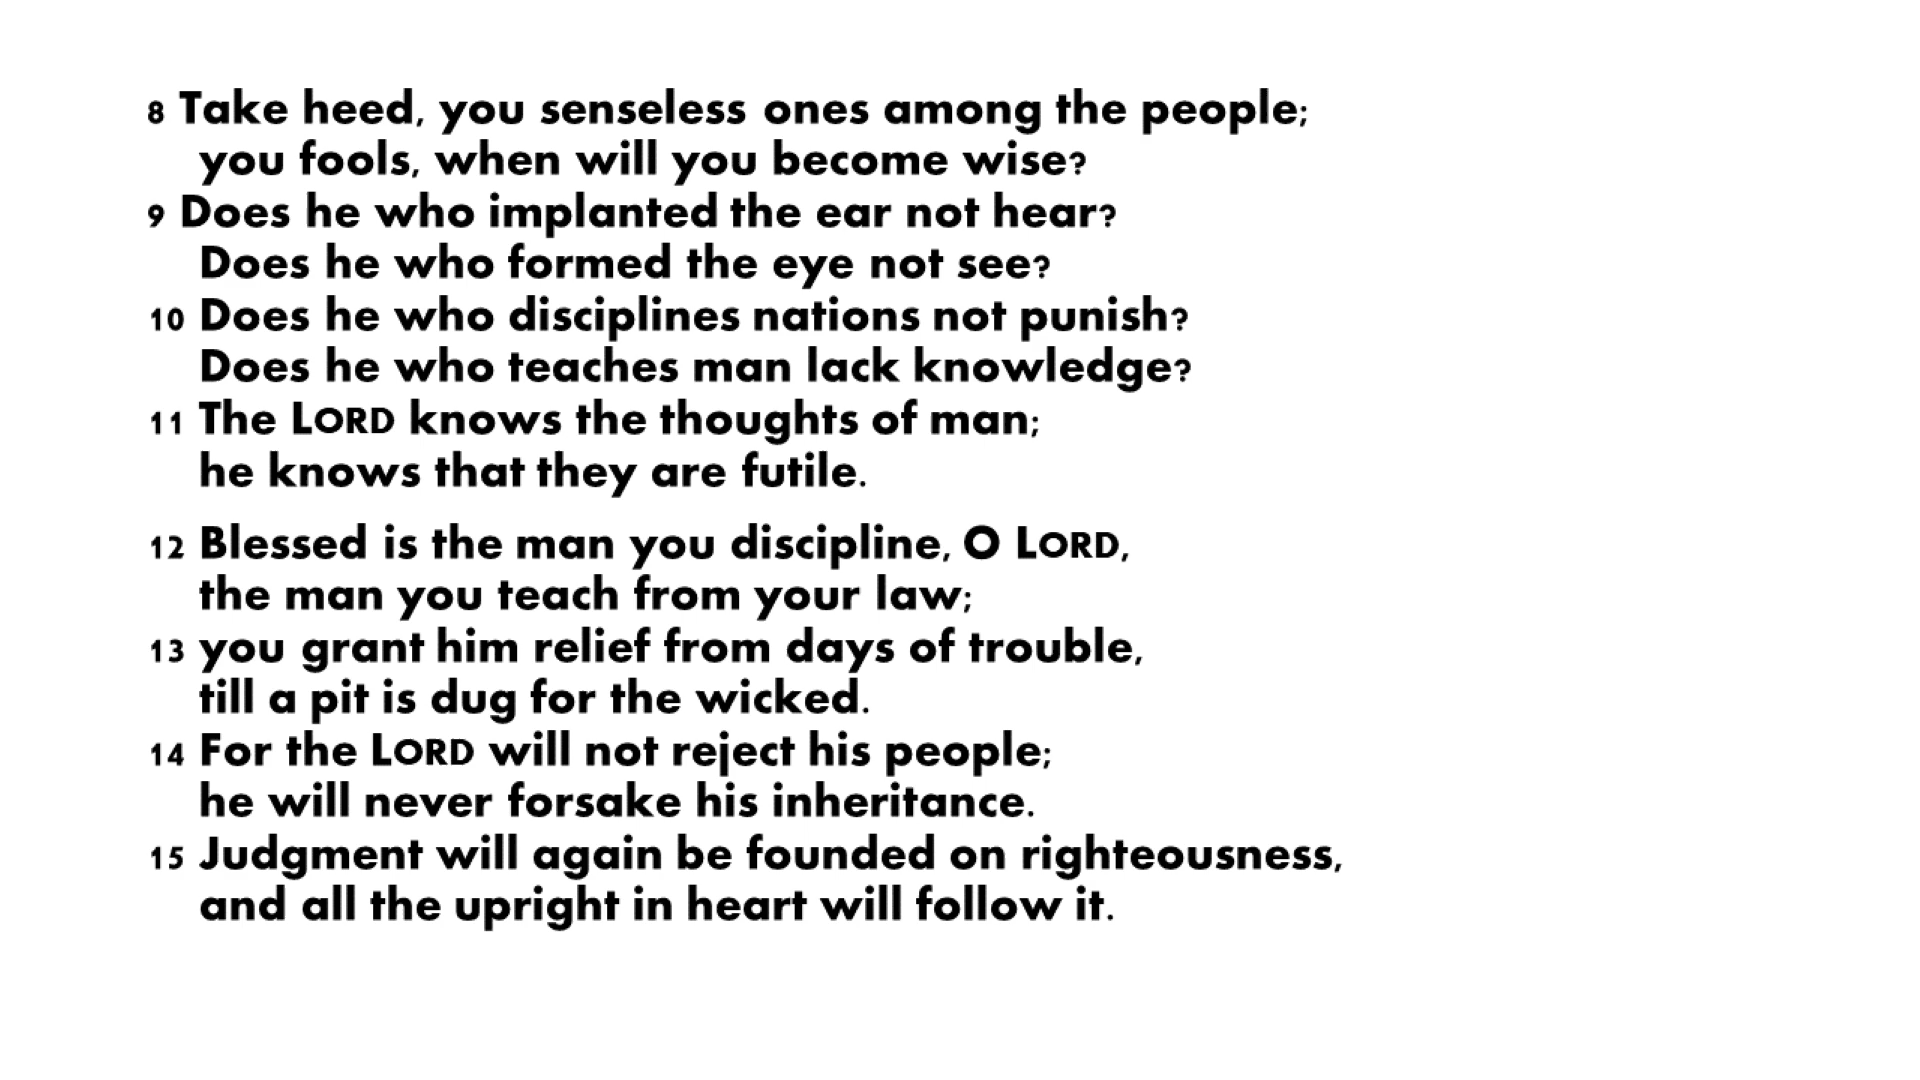 8 Take heed, you senseless ones among the people;
you fools, when will you become wise?
9 Does he who implanted the ear not hear?
Does he who formed the eye not see?
10 Does he who disciplines nations not punish?
Does he who teaches man lack knowledge?
11 The LORD knows the thoughts of man;
he knows that they are futile.
12 Blessed is the man you discipline, O LORD,
the man you teach from your law;
13 you grant him relief from days of trouble,
till a pit is dug for the wicked.
14 For the LORD will not reject his people;
he will never forsake his inheritance.
15 Judgment will again be founded on righteousness,
and all the upright in heart will follow it.